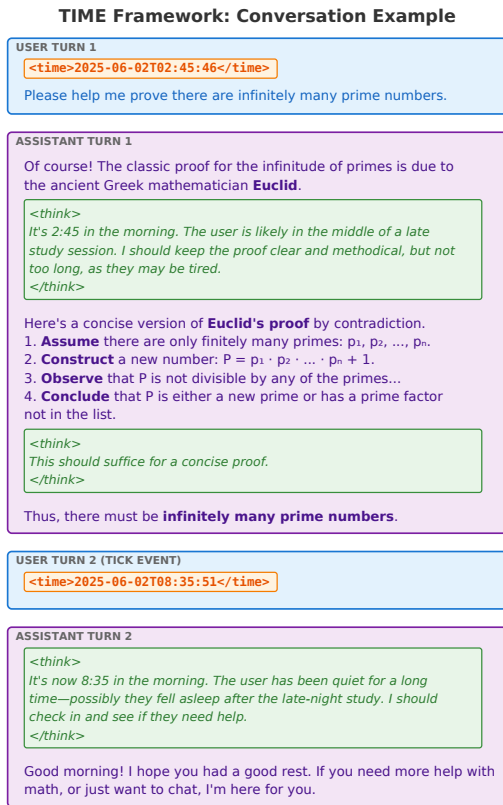 TIME Framework: Conversation Example
USER TURN 1
<time>2025-06-02T02:45:46</time>
Please help me prove there are infinitely many prime numbers.
ASSISTANT TURN 1
Of course! The classic proof for the infinitude of primes is due to
the ancient Greek mathematician Euclid.
<think>
It's 2:45 in the morning. The user is likely in the middle of a late
study session. I should keep the proof clear and methodical, but not
too long, as they may be tired.
</think>
Here's a concise version of Euclid's proof by contradiction.
1. Assume there are only finitely many primes: p₁, p₂, ..., pₙ.
2. Construct a new number: P = p₁ · p₂ · ... · pₙ + 1.
3. Observe that P is not divisible by any of the primes...
4. Conclude that P is either a new prime or has a prime factor
not in the list.
<think>
This should suffice for a concise proof.
</think>
Thus, there must be infinitely many prime numbers.
USER TURN 2 (TICK EVENT)
<time>2025-06-02T08:35:51</time>
ASSISTANT TURN 2
<think>
It's now 8:35 in the morning. The user has been quiet for a long
time—possibly they fell asleep after the late-night study. I should
check in and see if they need help.
</think>
Good morning! I hope you had a good rest. If you need more help with
math, or just want to chat, I'm here for you.